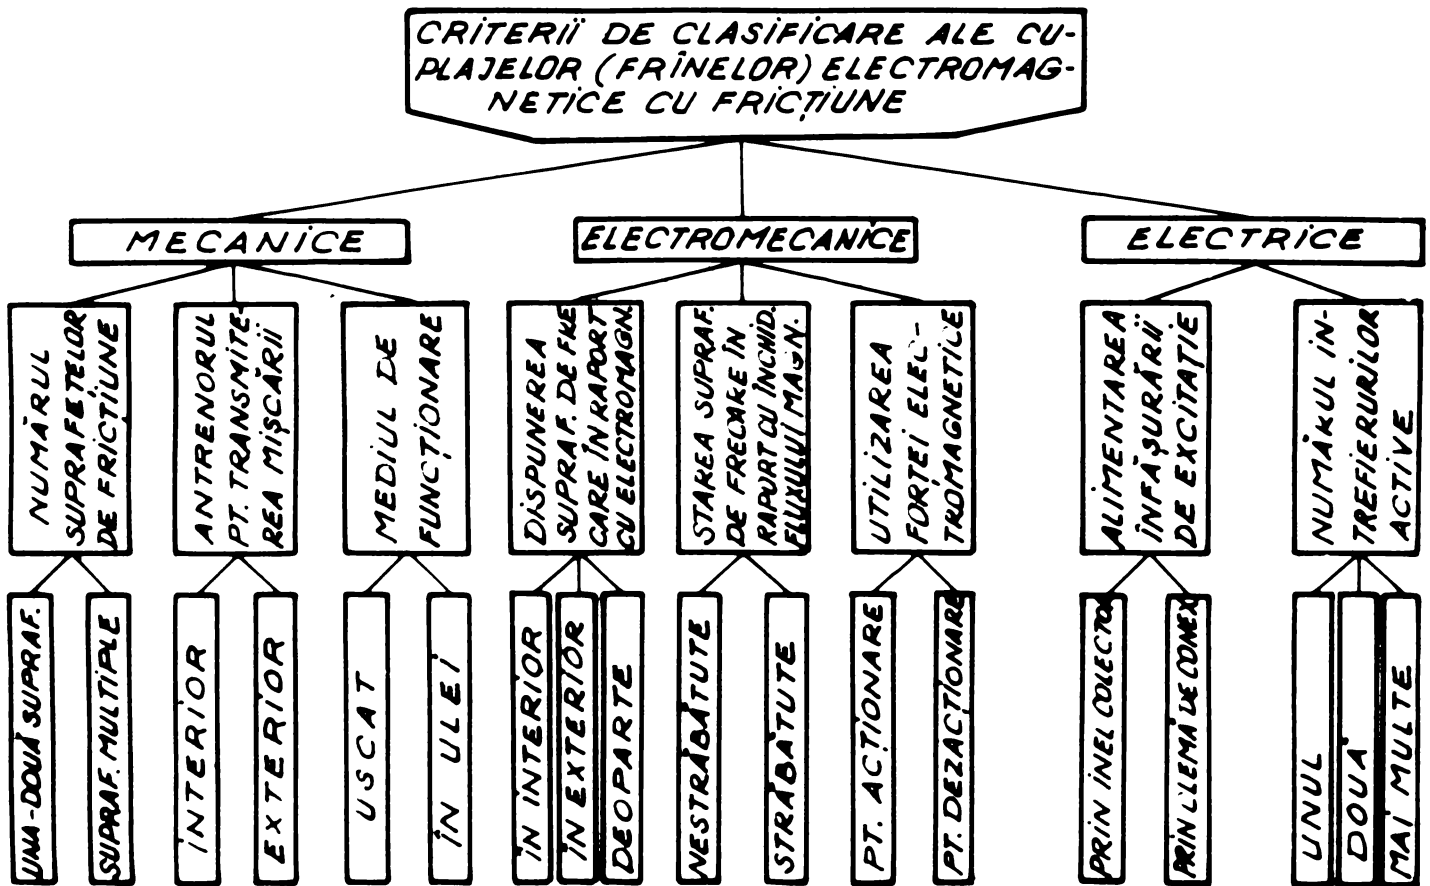 CRITERII DE CLASIFICARE ALE CU-
PLAJELOR (FRÎNELOR) ELECTROMAG-
NETICE CU FRICȚIUNE
MECANICE
ELECTROMECANICE
ELECTRICE
NUMĂRUL
SUPRAFEȚELOR
DE FRICȚIUNE
ANTRENORUL
PT. TRANSMITE-
REA MIȘCĂRII
MEDIUL DE
FUNCȚIONARE
DISPUNEREA
SUPRAF. DE FRE
CARE ÎN RAPORT
CU ELECTROMAGN.
STAREA SUPRAF.
DE FRECARE ÎN
RAPORT CU ÎNCHID.
FLUXULUI MAGN.
UTILIZAREA
FORȚEI ELEC-
TROMAGNETICE
ALIMENTAREA
ÎNFĂȘURĂRII
DE EXCITAȚIE
NUMĂRUL ÎN-
TREFIERURILOR
ACTIVE
UNA-DOUĂ SUPRAF.
SUPRAF. MULTIPLE
INTERIOR
EXTERIOR
USCAT
ÎN ULEI
ÎN INTERIOR
ÎN EXTERIOR
DEOPARTE
NESTRĂBĂTUTE
STRĂBĂTUTE
PT. ACȚIONARE
PT. DEZACȚIONARE
PRIN INEL COLECTOR
PRIN CLEMĂ DE CONEX
UNUL
DOUĂ
MAI MULTE